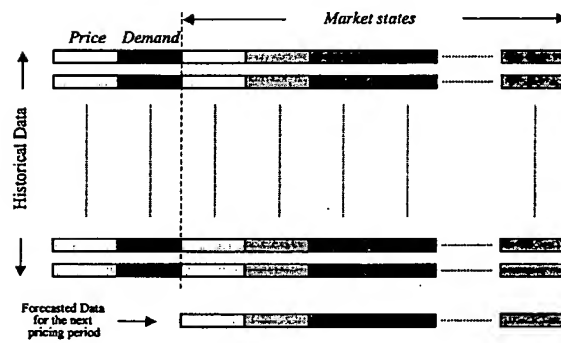 Market states
Price Demand
Historical Data
Forecasted Data
for the next
pricing period